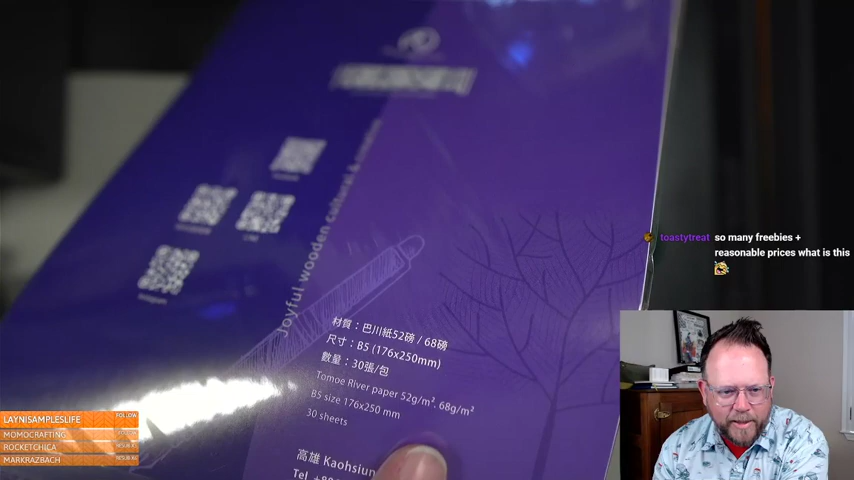 Joyful wooden cultural &
材質：巴川紙52磅 / 68磅
尺寸：B5 (176x250mm)
數量：30張/包
Tomoe River paper 52g/m², 68g/m²
B5 size 176x250 mm
30 sheets
高雄 Kaohsiun
Tel
toastytreat so many freebies +
reasonable prices what is this
LAYNISAMPLESLIFE FOLLOW
MOMOCRAFTING
ROCKETCHICA
MARKRAZBACH